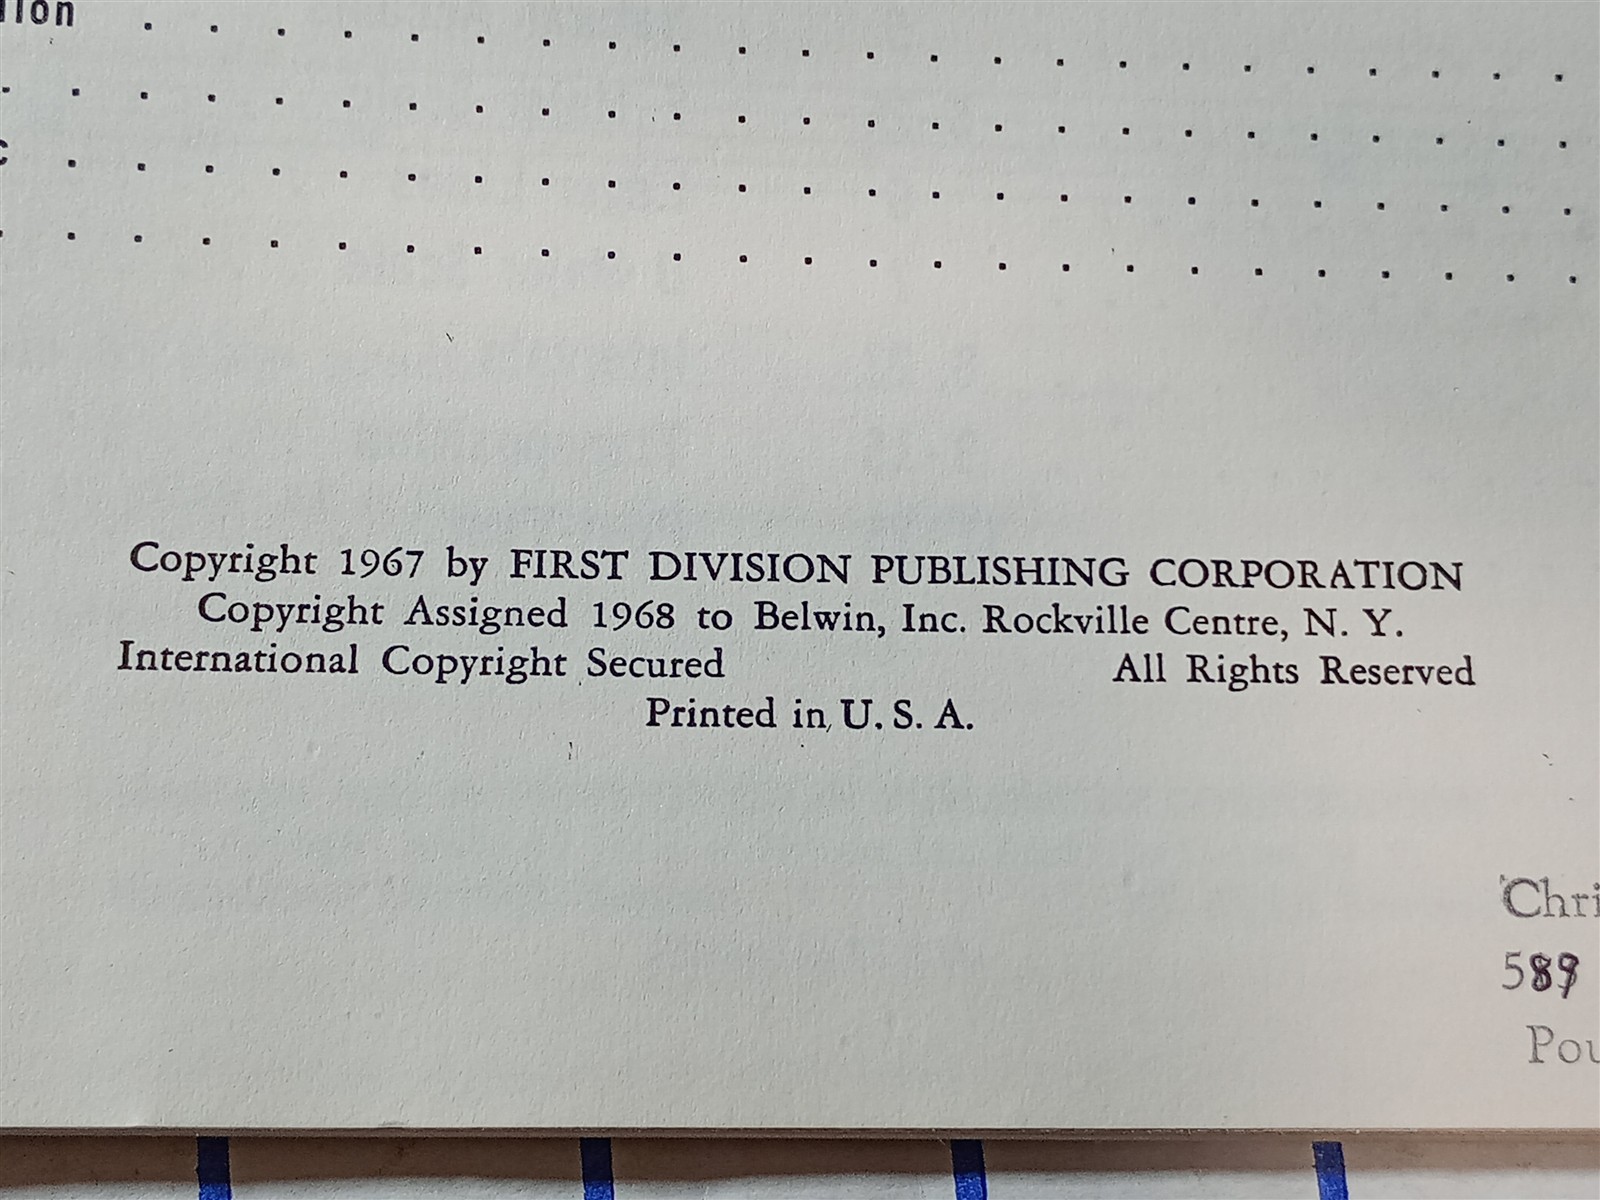 Copyright 1967 by FIRST DIVISION PUBLISHING CORPORATION
Copyright Assigned 1968 to Belwin, Inc. Rockville Centre, N. Y.
International Copyright Secured All Rights Reserved
Printed in U. S. A.
589